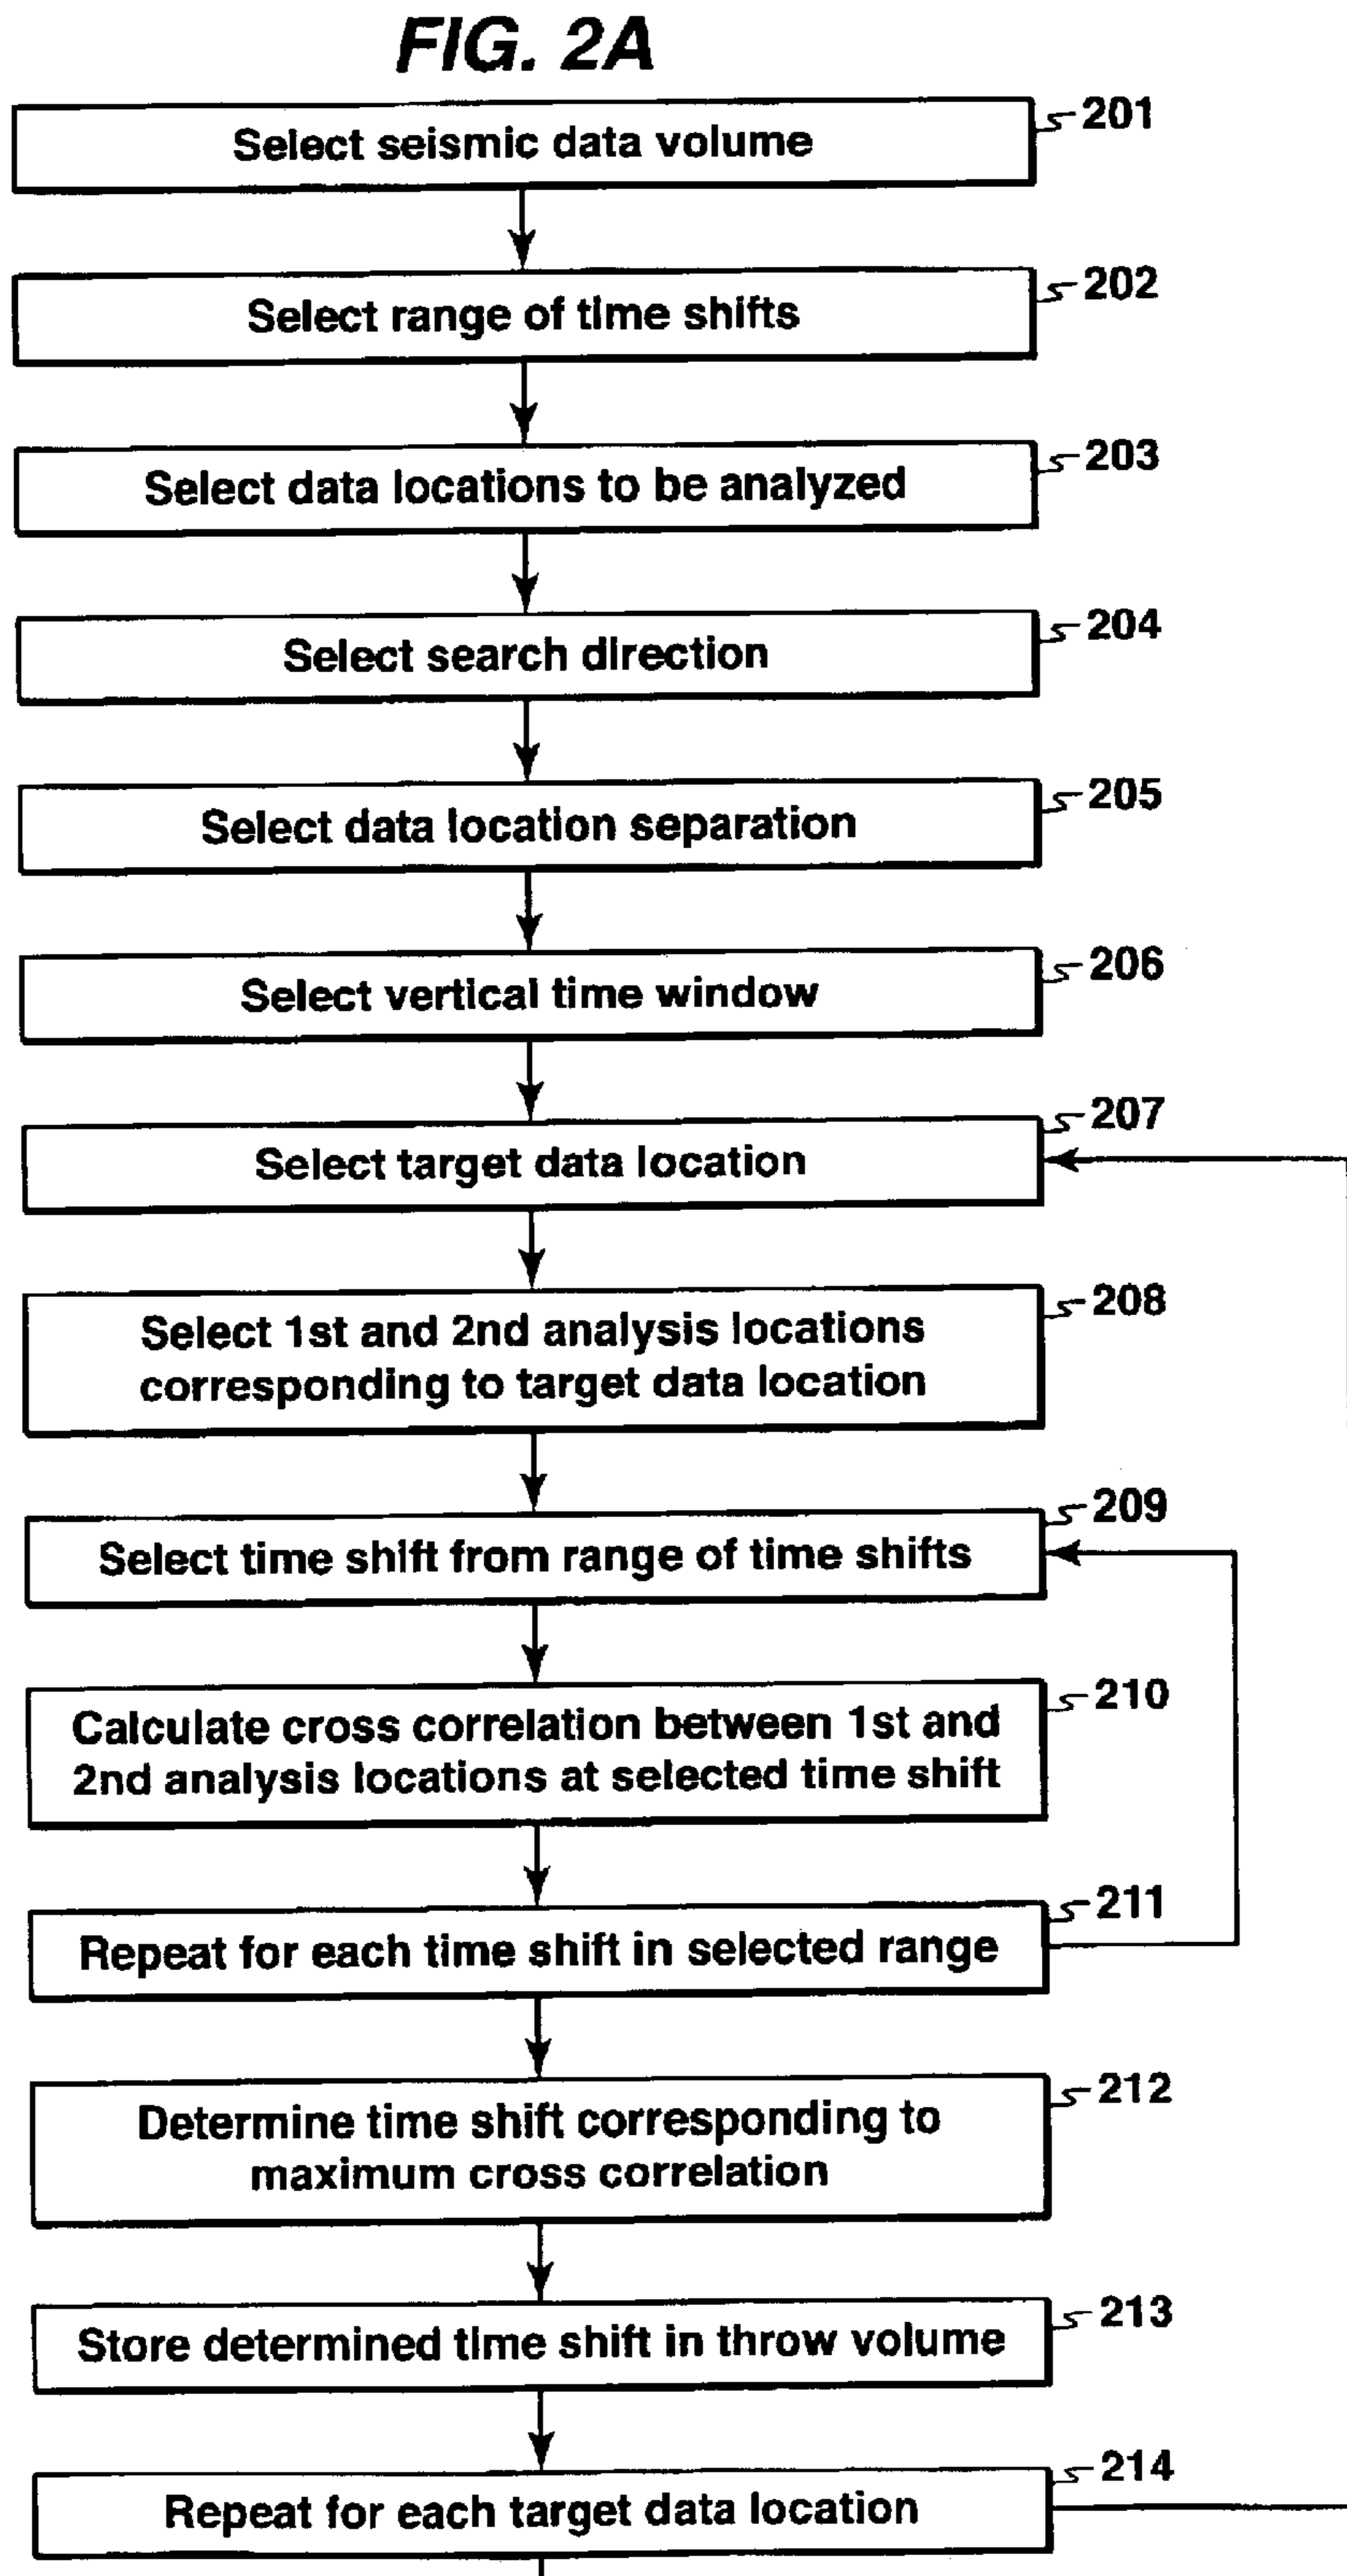 FIG. 2A
Select seismic data volume
201
Select range of time shifts
202
Select data locations to be analyzed
203
Select search direction
204
Select data location separation
205
Select vertical time window
206
Select target data location
207
Select 1st and 2nd analysis locations
corresponding to target data location
208
Select time shift from range of time shifts
209
Calculate cross correlation between 1st and
2nd analysis locations at selected time shift
210
Repeat for each time shift in selected range
211
Determine time shift corresponding to
maximum cross correlation
212
Store determined time shift in throw volume
213
Repeat for each target data location
214